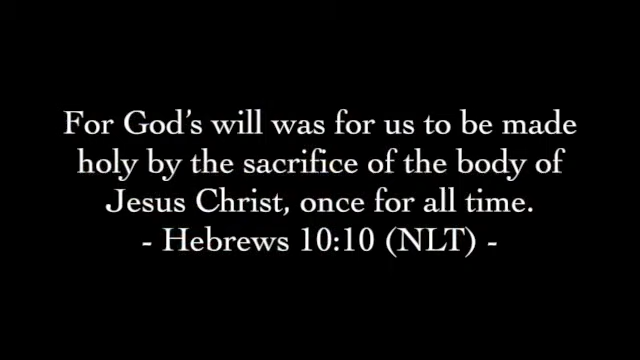 For God’s will was for us to be made
holy by the sacrifice of the body of
Jesus Christ, once for all time.
- Hebrews 10:10 (NLT) -